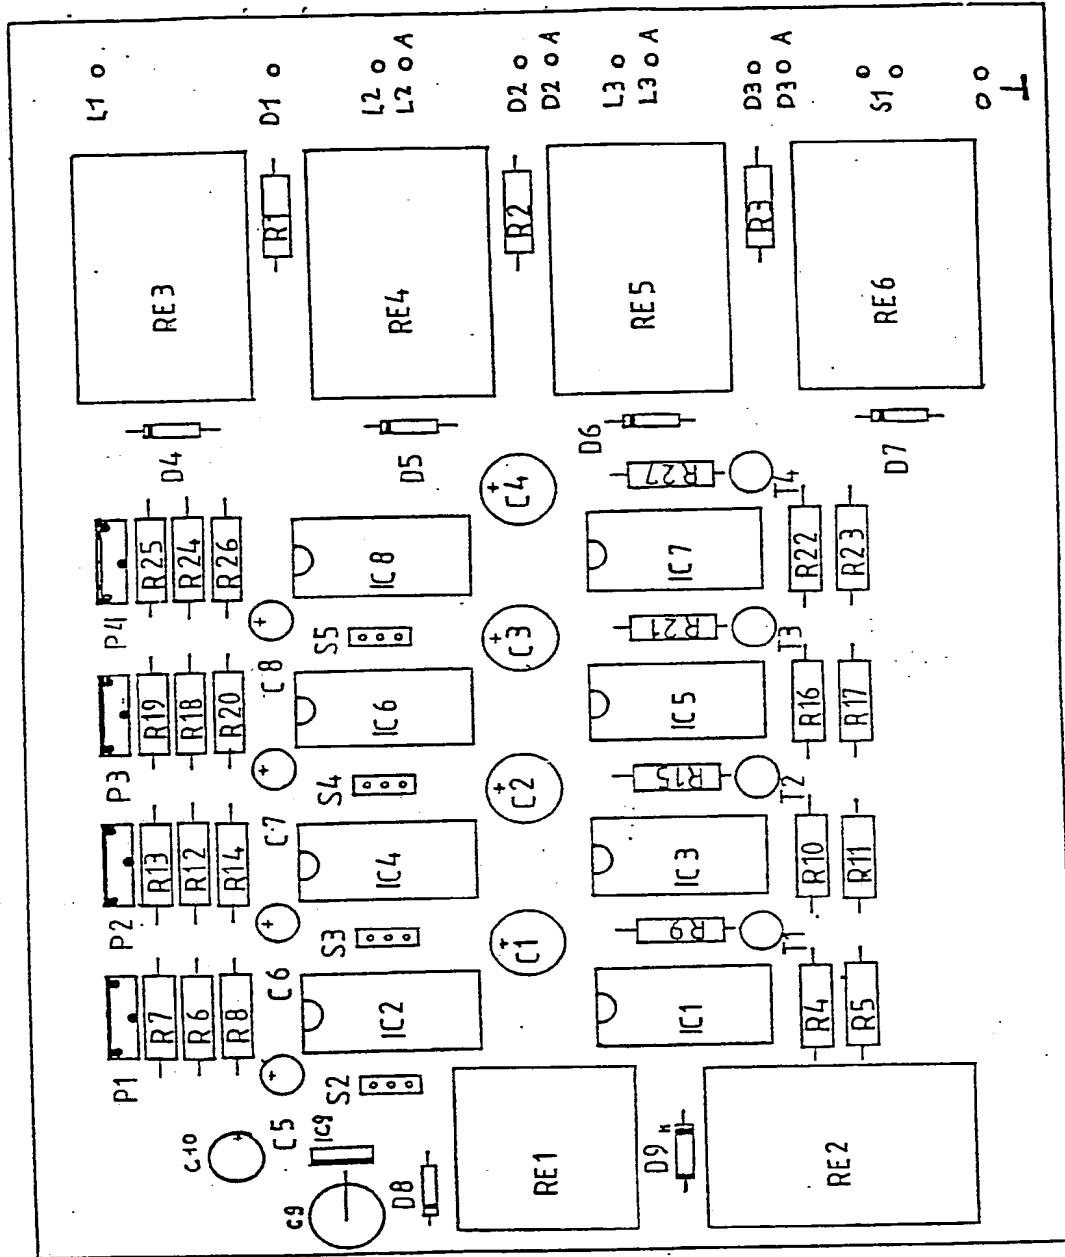 L1
D1
L2
L2 A
D2
D2 A
L3
L3 A
D3
D3 A
S1
RE3
R1
RE4
R2
RE5
R3
RE6
D4
D5
D6
D7
P4
R25
R24
R26
IC8
C4
R27
T4
IC7
R22
R23
C8
S5
C3
R21
T3
P3
R19
R18
R20
IC6
IC5
R16
R17
C7
S4
C2
R15
T2
P2
R13
R12
R14
IC4
IC3
R10
R11
C6
S3
C1
R9
T1
P1
R7
R6
R8
IC2
IC1
R4
R5
C5
S2
C10
IC9
C9
D8
RE1
D9
K
RE2